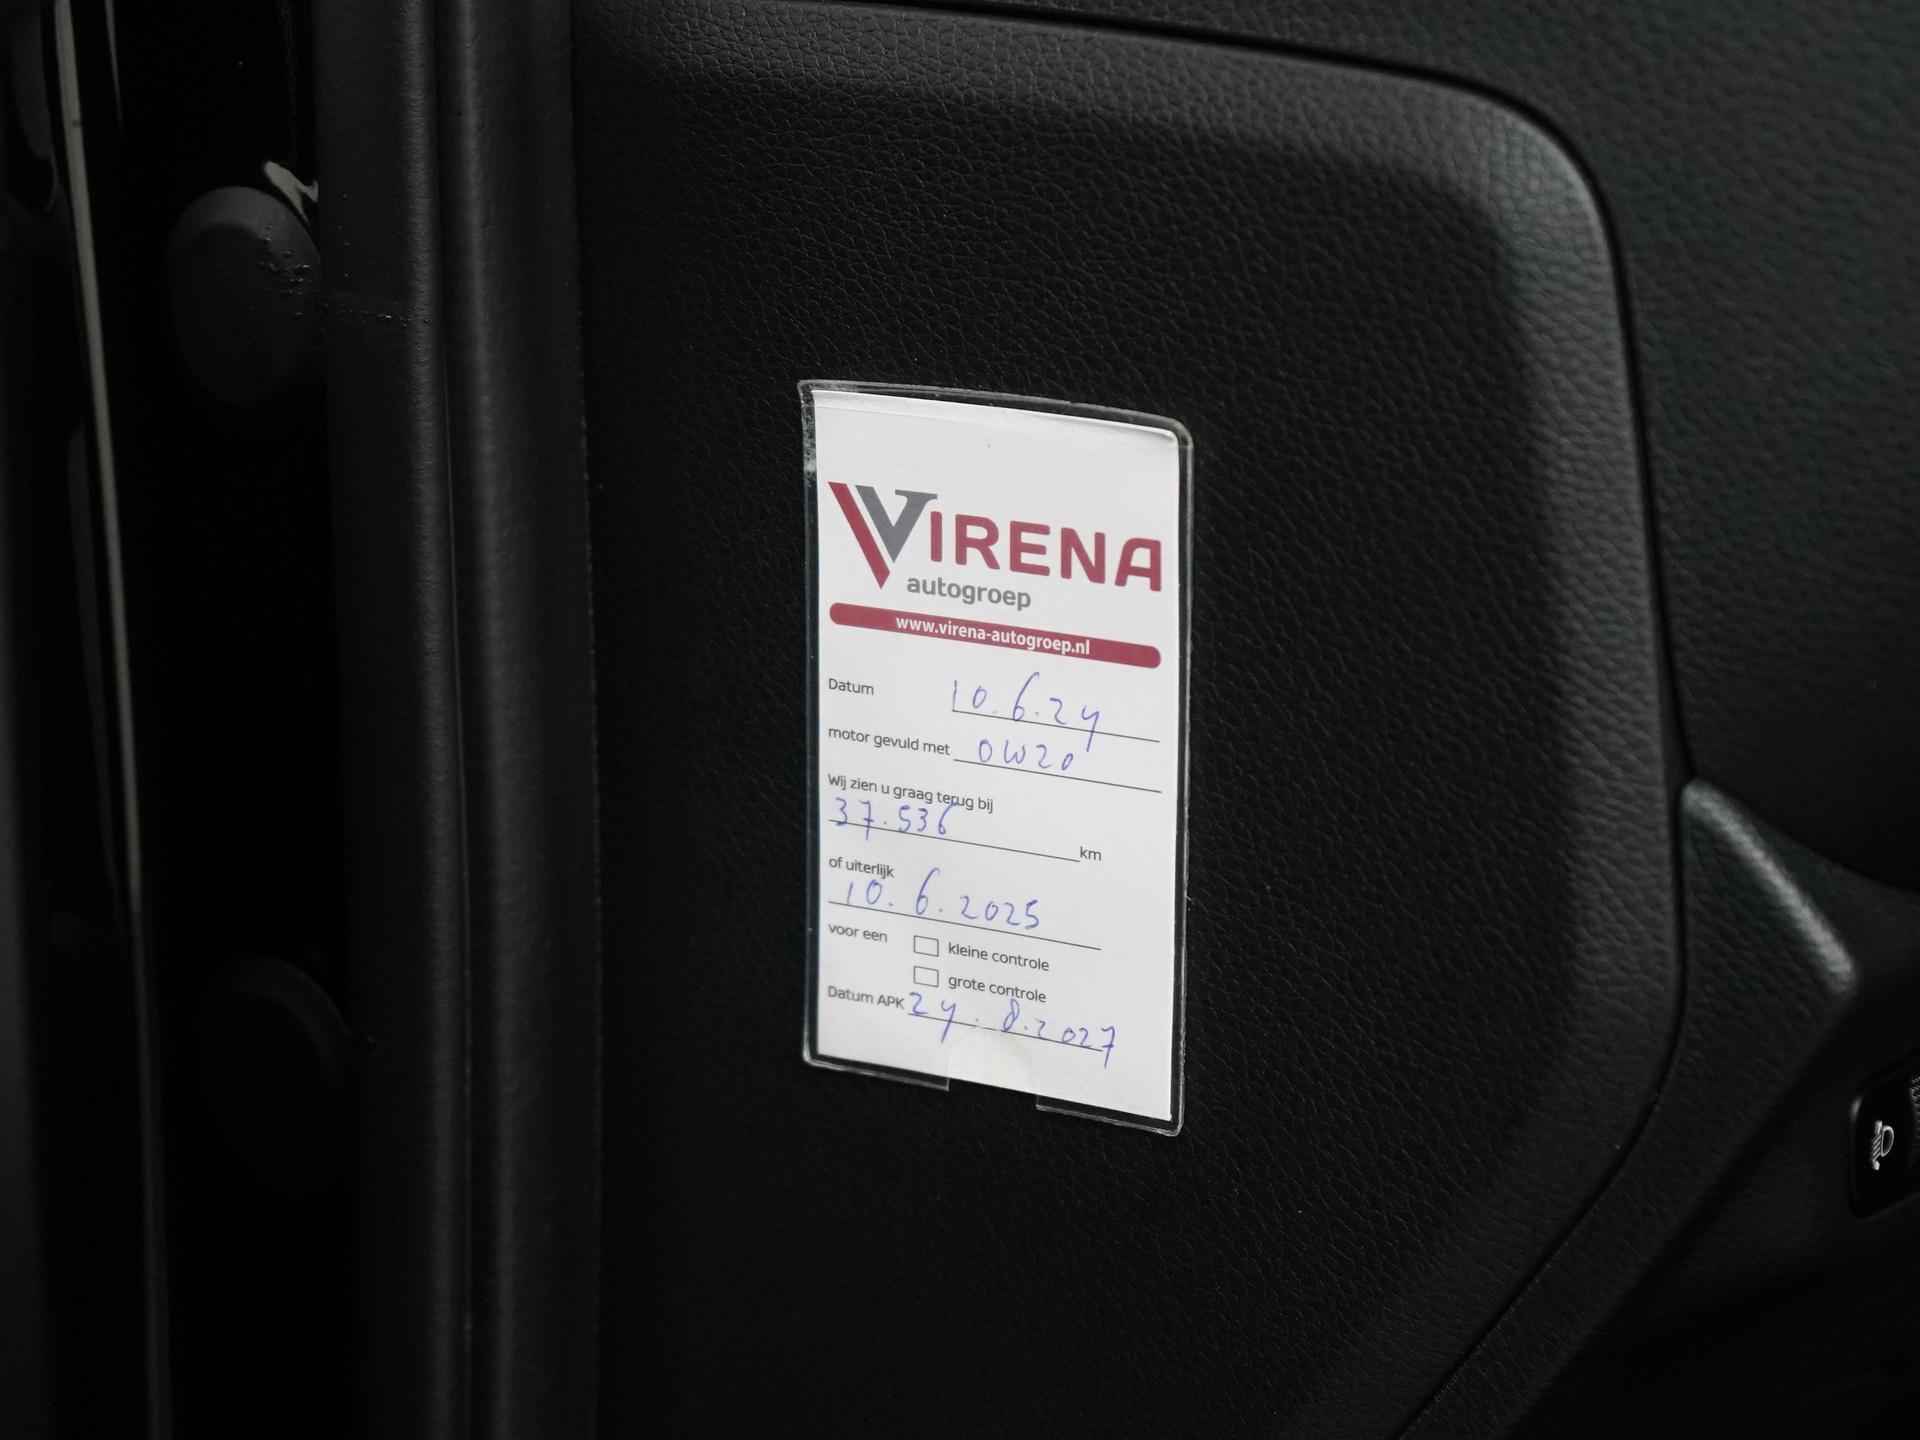 VIRENA
autogroep
www.virena-autogroep.nl
Datum 10.6.24
motor gevuld met 0W20
Wij zien u graag terug bij
37.536 km
of uiterlijk
10.6.2025
voor een kleine controle
grote controle
Datum APK 24.8.2027